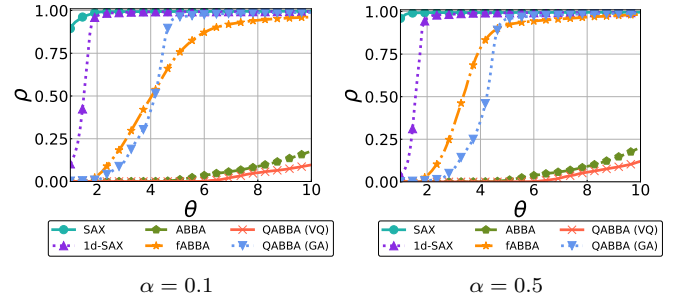 1.00
0.75
0.50
0.25
0.00
ρ
2 4 6 8 10
θ
SAX ABBA QABBA (VQ)
1d-SAX fABBA QABBA (GA)
α = 0.1
1.00
0.75
0.50
0.25
0.00
ρ
2 4 6 8 10
θ
SAX ABBA QABBA (VQ)
1d-SAX fABBA QABBA (GA)
α = 0.5